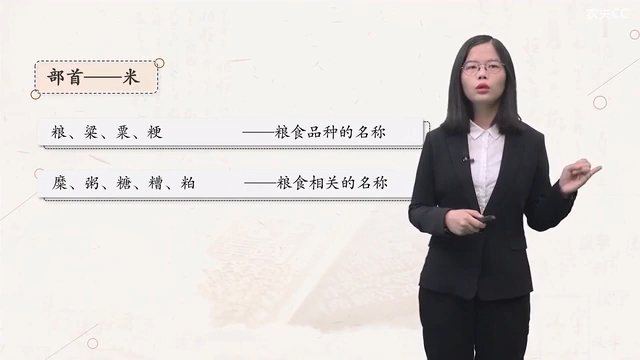 部首——米
粮、粱、粟、粳 ——粮食品种的名称
糜、粥、糖、糟、粕 ——粮食相关的名称